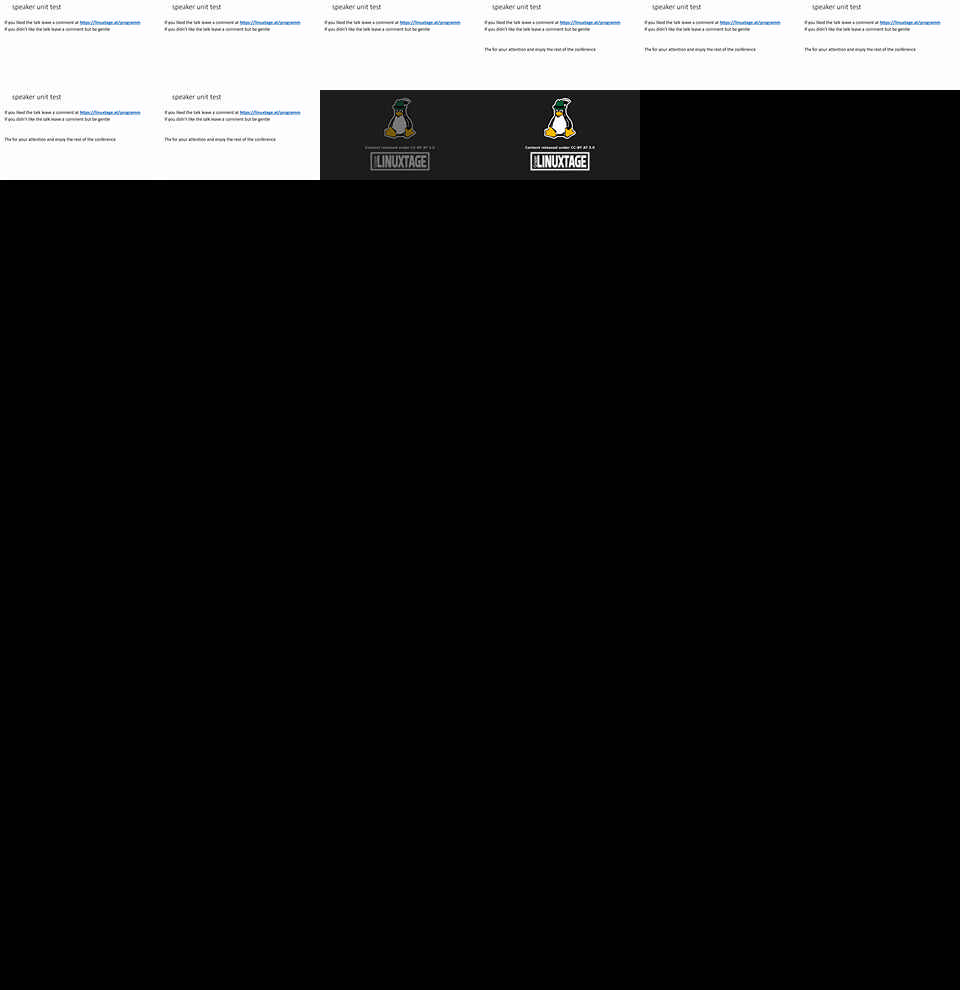 speaker unit test
If you liked the talk leave a comment at https://linuxtage.at/programm
If you didn't like the talk leave a comment but be gentle
speaker unit test
If you liked the talk leave a comment at https://linuxtage.at/programm
If you didn't like the talk leave a comment but be gentle
speaker unit test
If you liked the talk leave a comment at https://linuxtage.at/programm
If you didn't like the talk leave a comment but be gentle
speaker unit test
If you liked the talk leave a comment at https://linuxtage.at/programm
If you didn't like the talk leave a comment but be gentle
Thx for your attention and enjoy the rest of the conference
speaker unit test
If you liked the talk leave a comment at https://linuxtage.at/programm
If you didn't like the talk leave a comment but be gentle
Thx for your attention and enjoy the rest of the conference
speaker unit test
If you liked the talk leave a comment at https://linuxtage.at/programm
If you didn't like the talk leave a comment but be gentle
Thx for your attention and enjoy the rest of the conference
speaker unit test
If you liked the talk leave a comment at https://linuxtage.at/programm
If you didn't like the talk leave a comment but be gentle
Thx for your attention and enjoy the rest of the conference
speaker unit test
If you liked the talk leave a comment at https://linuxtage.at/programm
If you didn't like the talk leave a comment but be gentle
Thx for your attention and enjoy the rest of the conference
Content released under CC-BY AT 3.0
LINUXTAGE
Content released under CC-BY AT 3.0
LINUXTAGE